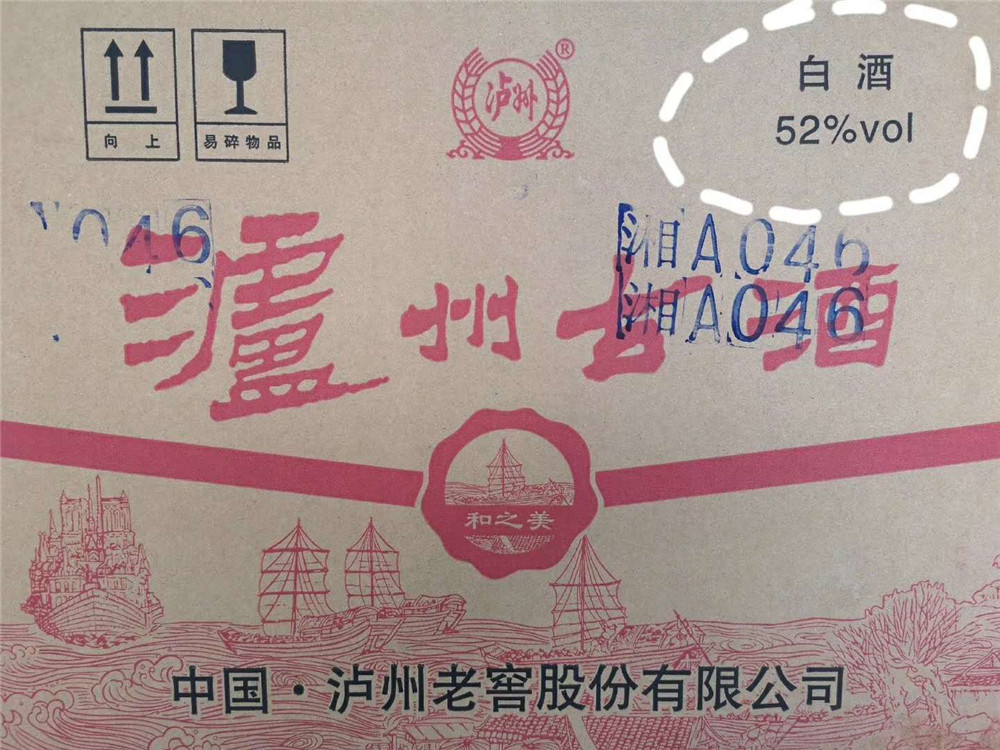 向 上
易碎物品
泸州
®
白 酒
52%vol
046
湘A046
湘A046
瀘州古酒
和之美
中国·泸州老窖股份有限公司